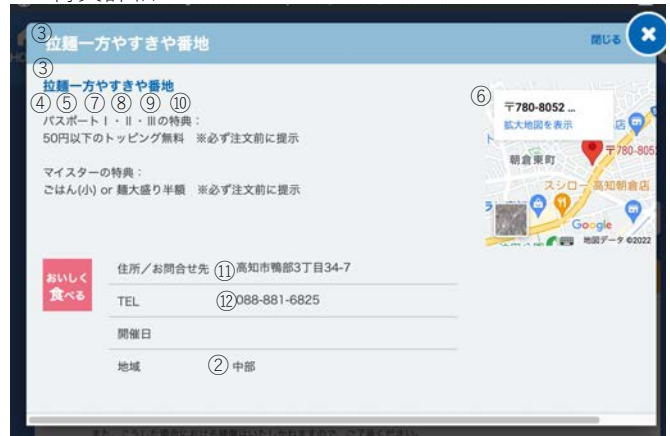 ③
拉麺一方やすきや番地
閉じる
×
③
拉麺一方やすきや番地
④ ⑤ ⑦ ⑧ ⑨ ⑩
パスポートⅠ・Ⅱ・Ⅲの特典：
50円以下のトッピング無料 ※必ず注文前に提示
マイスターの特典：
ごはん(小) or 麺大盛り半額 ※必ず注文前に提示
⑥
〒780-8052 ...
拡大地図を表示
〒780-805
朝倉東町
スシロー 高知朝倉店
Google
地図データ ©2022
おいしく
食べる
住所／お問合せ先 ⑪高知市鴨部3丁目34-7
TEL ⑫088-881-6825
開催日
地域 ②中部